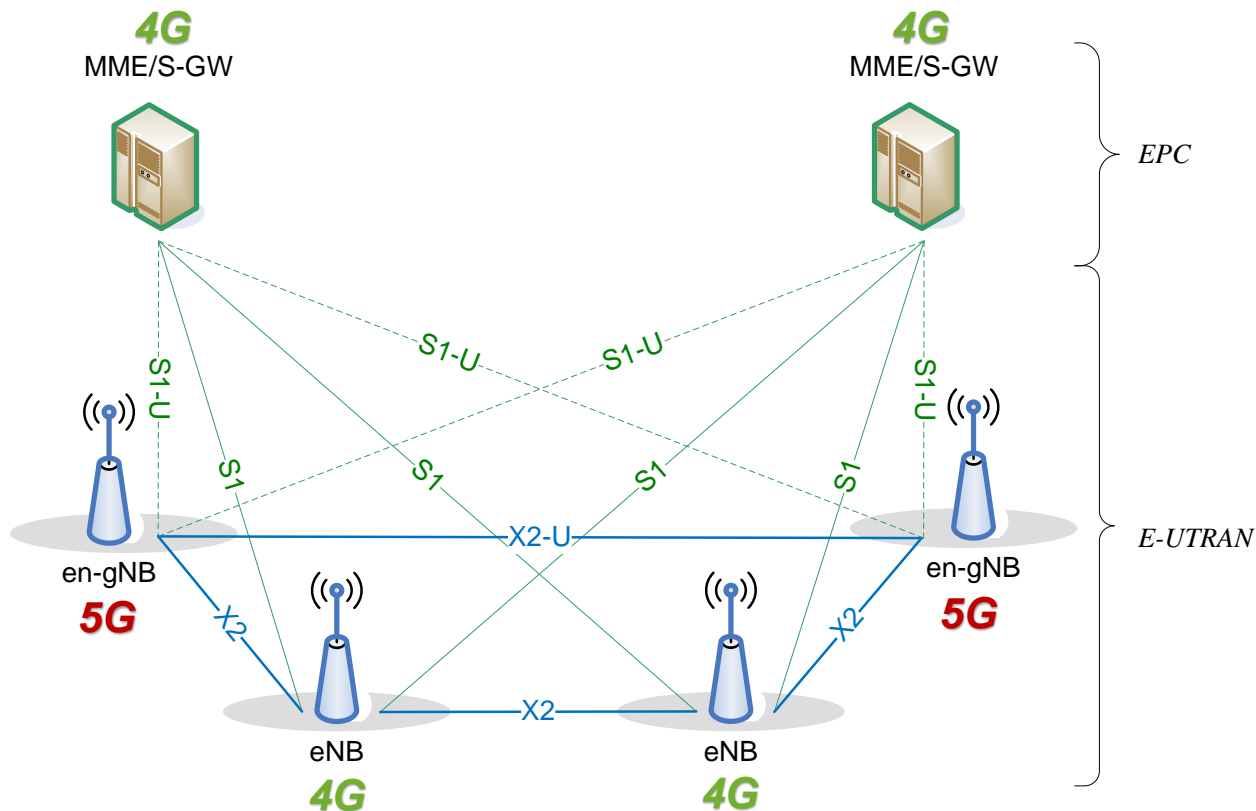 4G
MME/S-GW
4G
MME/S-GW
EPC
S1-U
S1-U
S1-U
S1-U
S1
S1
S1
S1
X2-U
E-UTRAN
en-gNB
5G
en-gNB
5G
X2
X2
X2
eNB
4G
eNB
4G